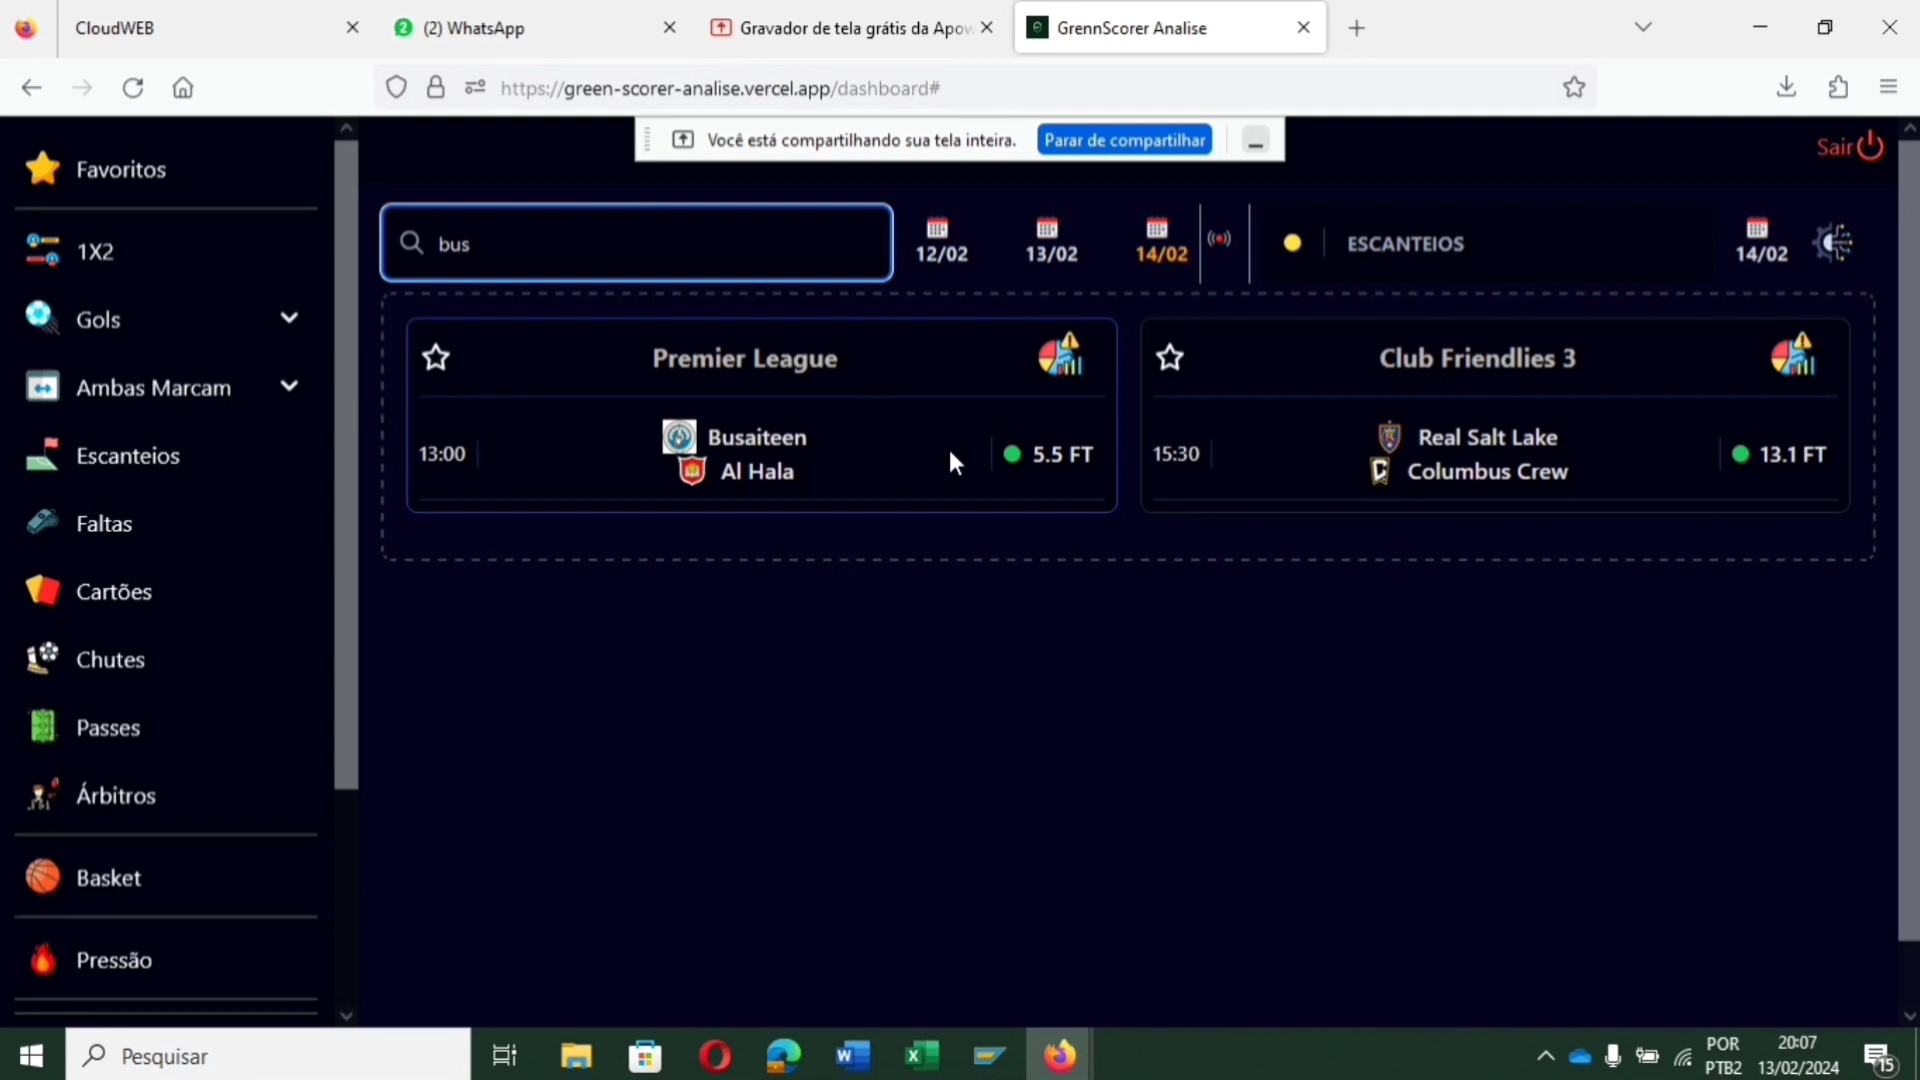 CloudWEB
(2) WhatsApp
Gravador de tela grátis da Apow
GrennScorer Analise
https://green-scorer-analise.vercel.app/dashboard#
Você está compartilhando sua tela inteira.
Parar de compartilhar
Sair
Favoritos
1X2
Gols
Ambas Marcam
Escanteios
Faltas
Cartões
Chutes
Passes
Árbitros
Basket
Pressão
bus
12/02
13/02
14/02
ESCANTEIOS
14/02
Premier League
13:00
Busaiteen
Al Hala
5.5 FT
Club Friendlies 3
15:30
Real Salt Lake
Columbus Crew
13.1 FT
Pesquisar
POR
PTB2
20:07
13/02/2024
15